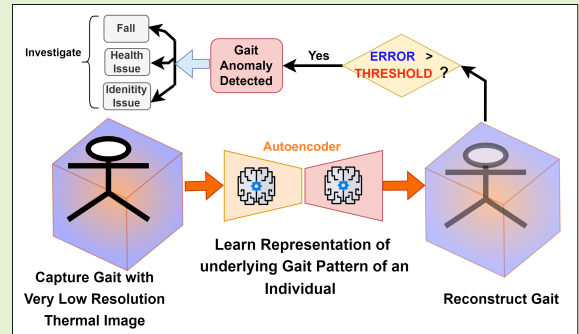 Investigate
Fall
Health
Issue
Idenitity
Issue
Gait
Anomaly
Detected
Yes
ERROR >
THRESHOLD ?
Autoencoder
Capture Gait with
Very Low Resolution
Thermal Image
Learn Representation of
underlying Gait Pattern of an
Individual
Reconstruct Gait